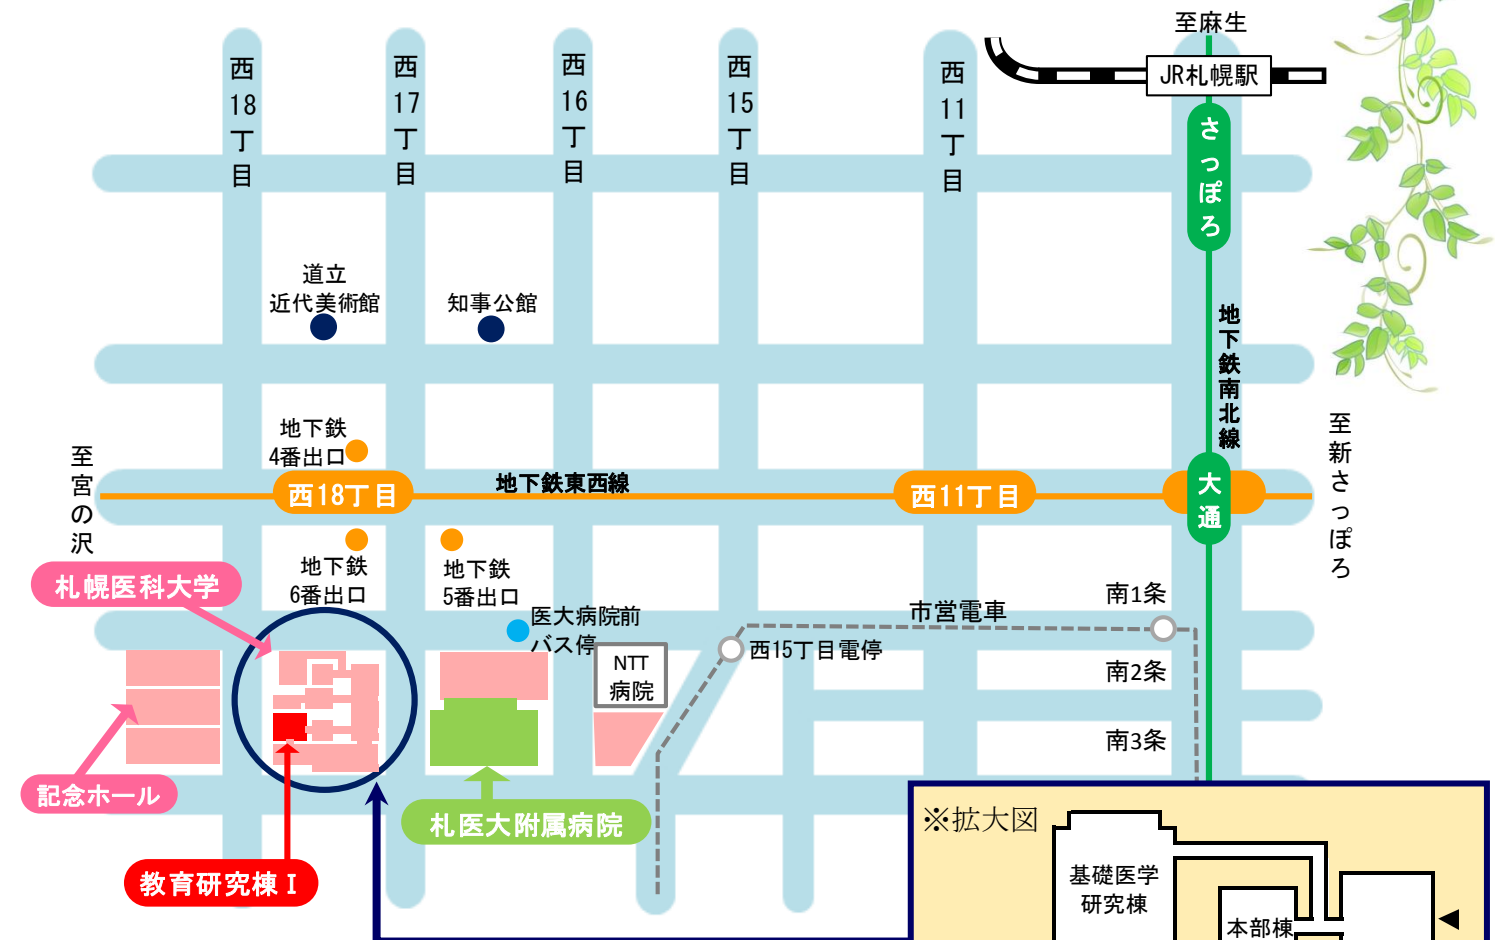 至麻生
JR札幌駅
西18丁目
西17丁目
西16丁目
西15丁目
西11丁目
さっぽろ
道立
近代美術館
知事公館
地下鉄南北線
地下鉄
4番出口
至宮の沢
西18丁目
地下鉄東西線
西11丁目
大通
至新さっぽろ
地下鉄
6番出口
地下鉄
5番出口
札幌医科大学
医大病院前
バス停
市営電車
南1条
NTT
病院
西15丁目電停
南2条
南3条
記念ホール
札医大附属病院
教育研究棟Ⅰ
※拡大図
基礎医学
研究棟
本部棟